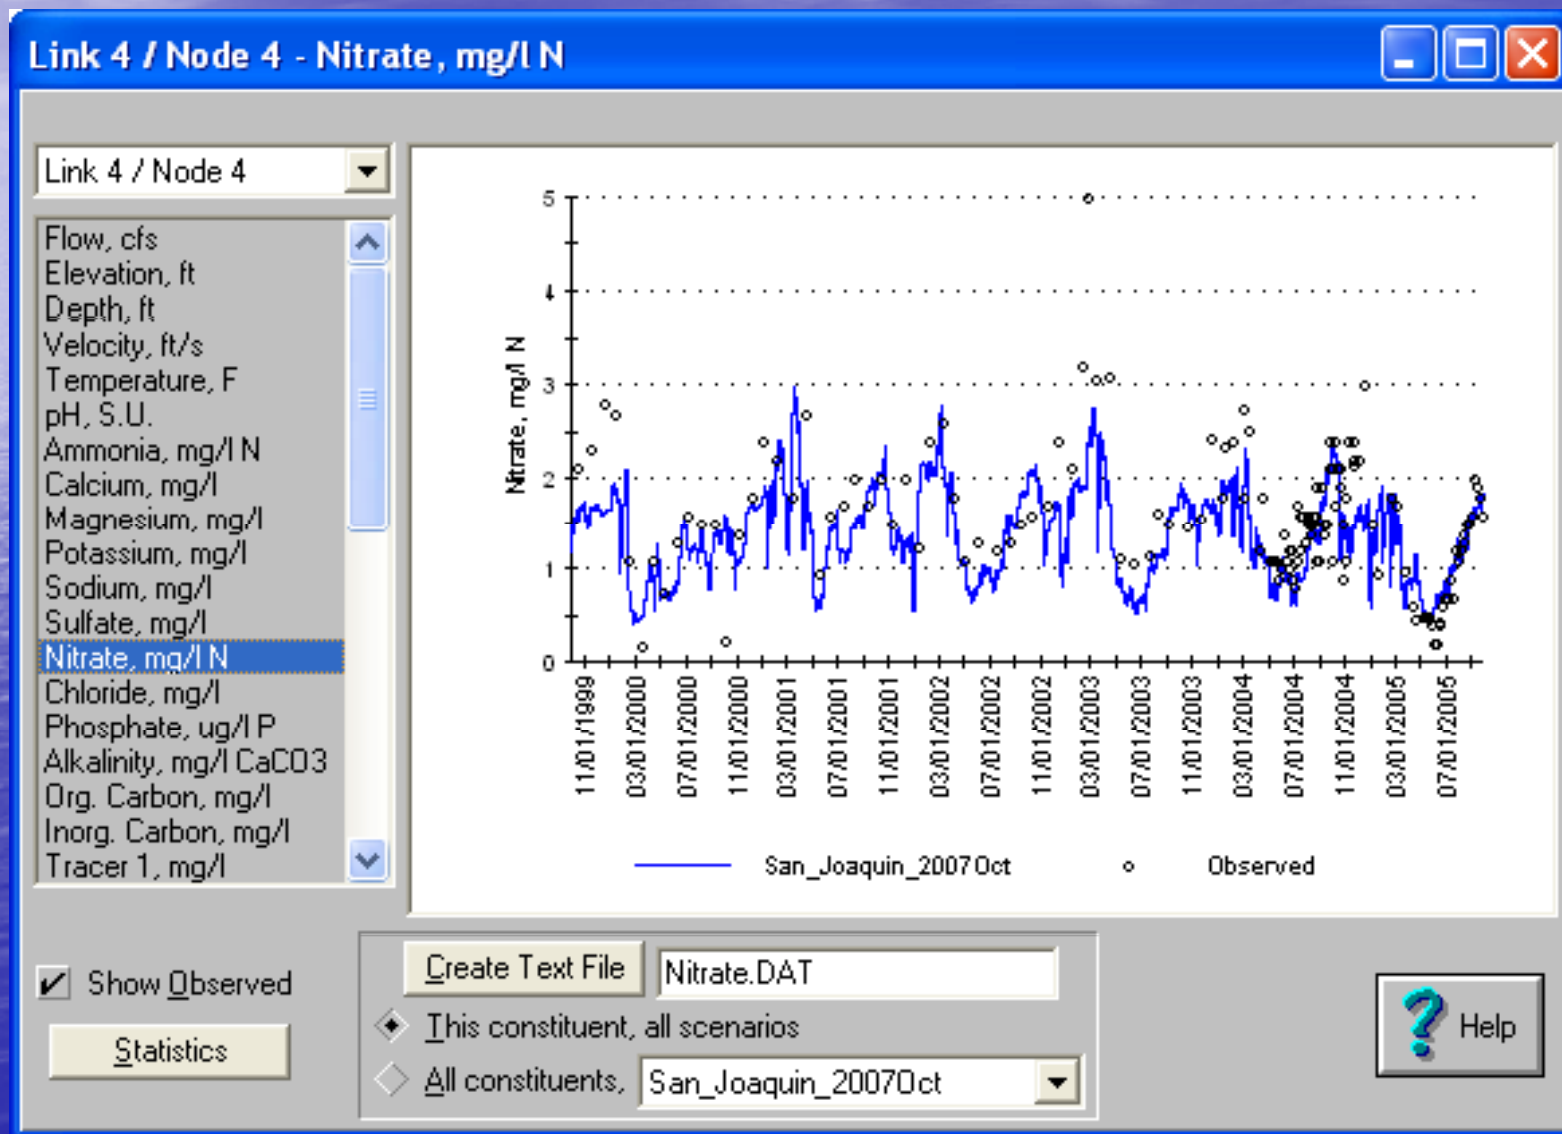 Link 4 / Node 4 - Nitrate, mg/l N
Link 4 / Node 4
Flow, cfs
Elevation, ft
Depth, ft
Velocity, ft/s
Temperature, F
pH, S.U.
Ammonia, mg/l N
Calcium, mg/l
Magnesium, mg/l
Potassium, mg/l
Sodium, mg/l
Sulfate, mg/l
Nitrate, mg/l N
Chloride, mg/l
Phosphate, ug/l P
Alkalinity, mg/l CaCO3
Org. Carbon, mg/l
Inorg. Carbon, mg/l
Tracer 1, mg/l
Nitrate, mg/l N
5
4
3
2
1
0
11/01/1999
03/01/2000
07/01/2000
11/01/2000
03/01/2001
07/01/2001
11/01/2001
03/01/2002
07/01/2002
11/01/2002
03/01/2003
07/01/2003
11/01/2003
03/01/2004
07/01/2004
11/01/2004
03/01/2005
07/01/2005
San_Joaquin_2007Oct
Observed
Show Observed
Statistics
Create Text File
Nitrate.DAT
This constituent, all scenarios
All constituents,
San_Joaquin_2007Oct
Help